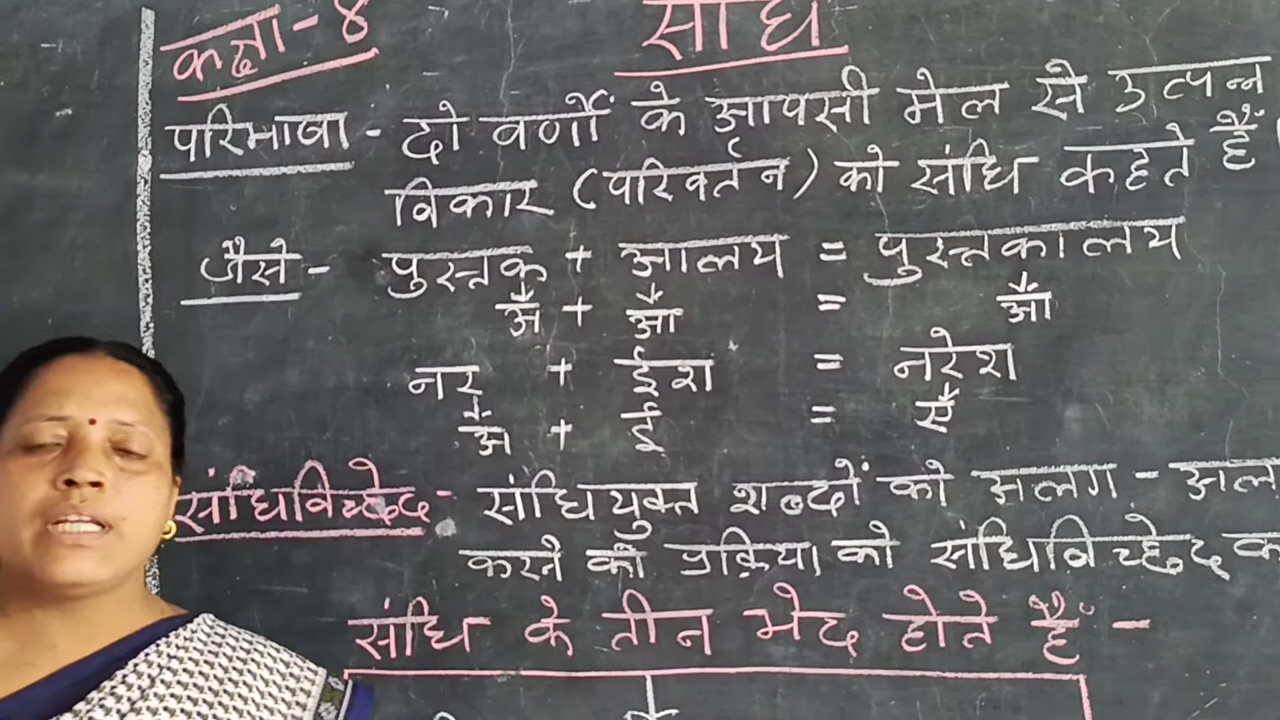 कक्षा - 8
संधि
परिभाषा - दो वर्णों के आपसी मेल से उत्पन्न
विकार (परिवर्तन) को संधि कहते हैं।
जैसे - पुस्तक + आलय = पुस्तकालय
अ + आ = आ
नर + ईश = नरेश
अ + ई =
संधिविच्छेद - संधियुक्त शब्दों को अलग - अल
करने की प्रक्रिया को संधिविच्छेद क
संधि के तीन भेद होते हैं -